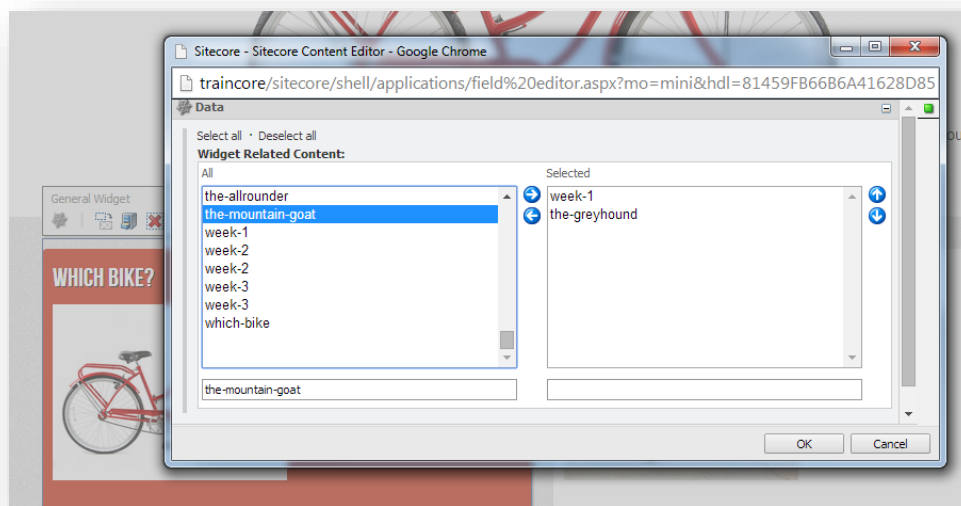 Sitecore - Sitecore Content Editor - Google Chrome
traincore/sitecore/shell/applications/field%20editor.aspx?mo=mini&hdl=81459FB66B6A41628D85
Data
Select all · Deselect all
Widget Related Content:
All
Selected
the-allrounder
the-mountain-goat
week-1
week-2
week-2
week-3
week-3
which-bike
week-1
the-greyhound
the-mountain-goat
OK
Cancel
General Widget
WHICH BIKE?